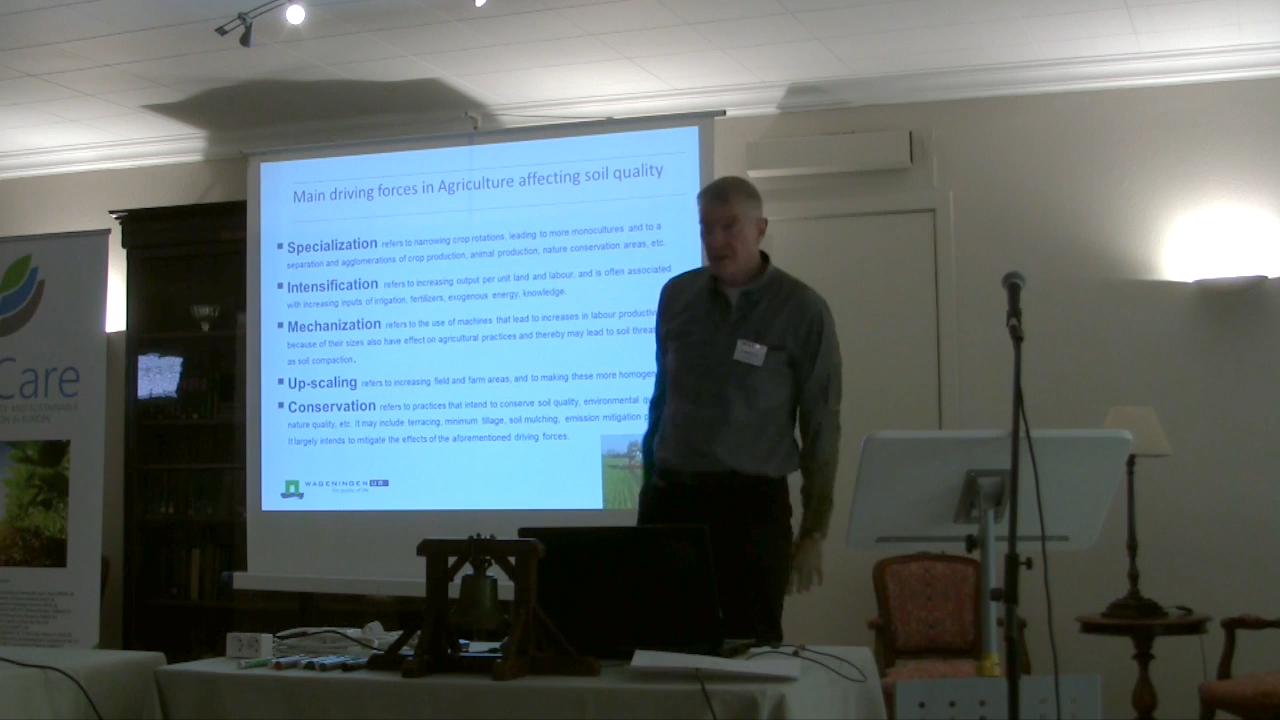 Main driving forces in Agriculture affecting soil quality
Specialization refers to narrowing crop rotations, leading to more monocultures and to a
separation and agglomerations of crop production, animal production, nature conservation areas, etc.
Intensification refers to increasing output per unit land and labour, and is often associated
with increasing inputs of irrigation, fertilizers, exogenous energy, knowledge.
Mechanization refers to the use of machines that lead to increases in labour
because of their sizes also have effect on agricultural practices and thereby may lead to soil
as soil compaction.
Up-scaling refers to increasing field and farm areas, and to making these more
Conservation refers to practices that intend to conserve soil quality, environmental
nature quality, etc. It may include terracing, minimum tillage, soil mulching, emission mitigation
It largely intends to mitigate the effects of the aforementioned driving forces.
WAGENINGEN UR
For quality of life
Care